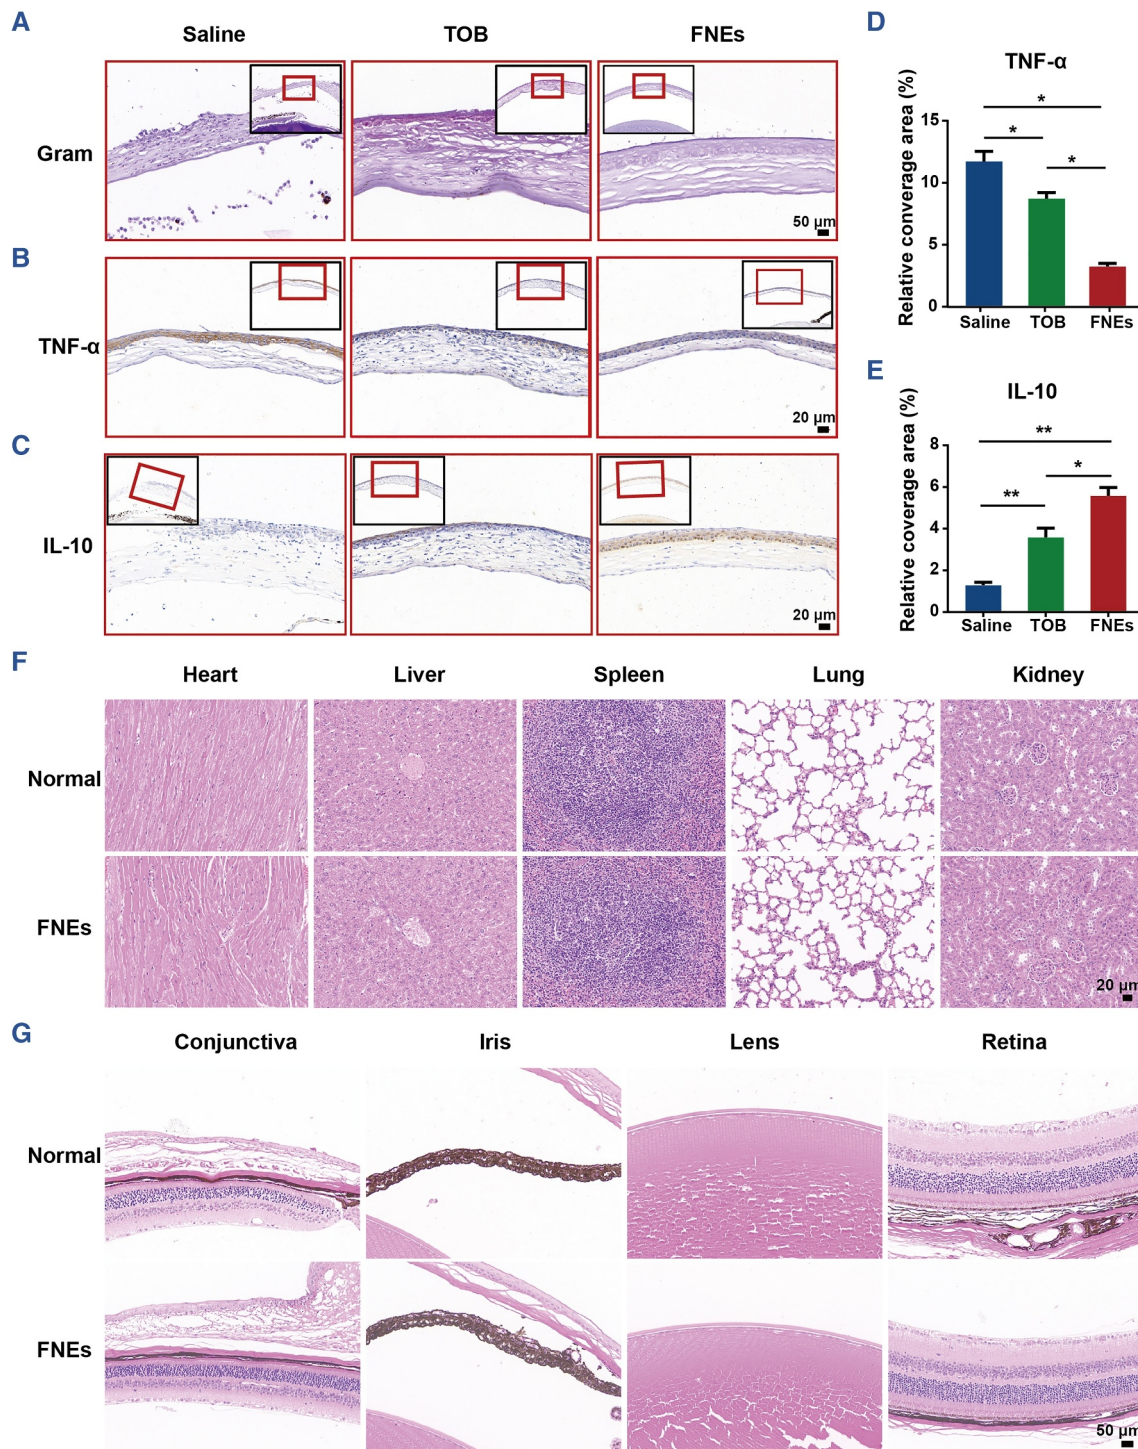 A
Saline
TOB
FNEs
Gram
50 µm
B
TNF-α
20 µm
C
IL-10
20 µm
D
TNF-α
Relative converage area (%)
15
10
5
0
*
*
*
Saline
TOB
FNEs
E
IL-10
Relative coverage area (%)
8
6
4
2
0
**
*
**
Saline
TOB
FNEs
F
Heart
Liver
Spleen
Lung
Kidney
Normal
FNEs
20 µm
G
Conjunctiva
Iris
Lens
Retina
Normal
FNEs
50 µm